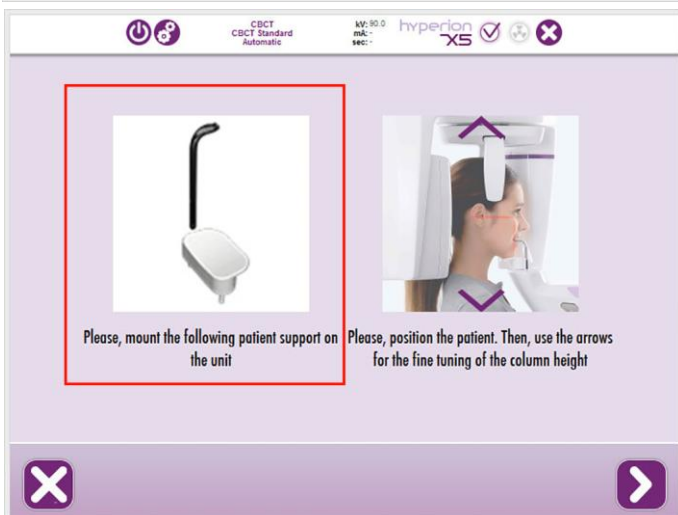 CBCT
CBCT Standard
Automatic
kV: 90.0
mA: -
sec: -
hyperion
X5
Please, mount the following patient support on
the unit
Please, position the patient. Then, use the arrows
for the fine tuning of the column height